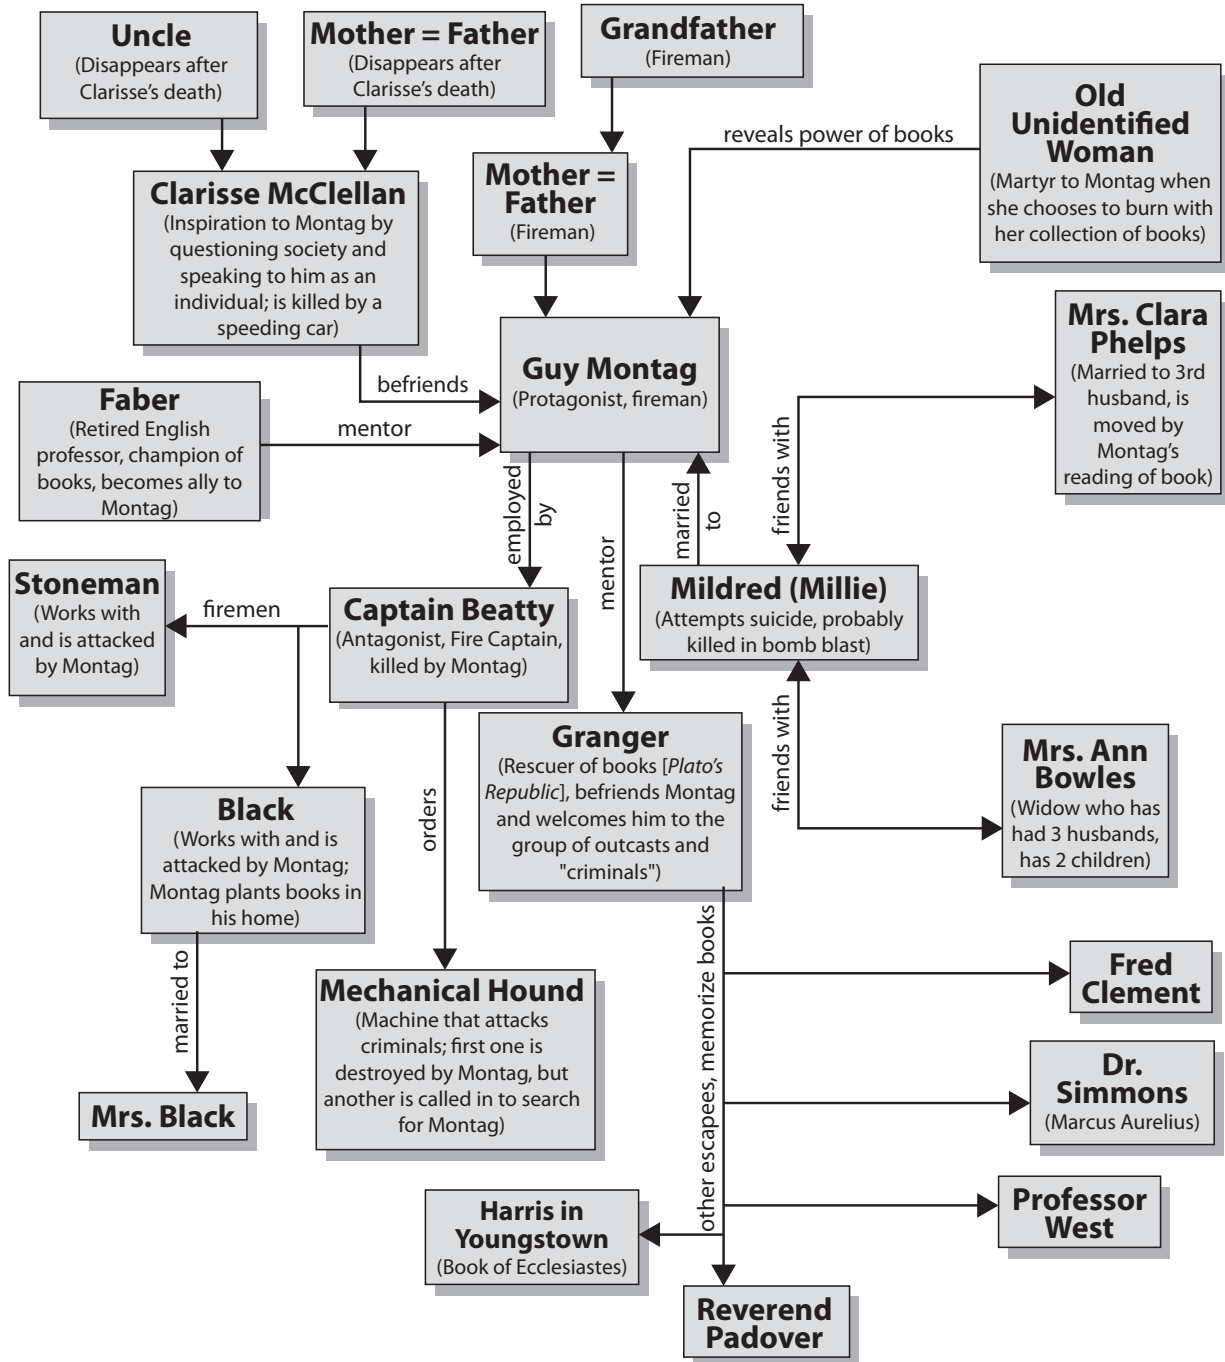 Uncle
(Disappears after
Clarisse's death)
Mother = Father
(Disappears after
Clarisse's death)
Grandfather
(Fireman)
Old
Unidentified
Woman
(Martyr to Montag when
she chooses to burn with
her collection of books)
reveals power of books
Clarisse McClellan
(Inspiration to Montag by
questioning society and
speaking to him as an
individual; is killed by a
speeding car)
Mother =
Father
(Fireman)
Mrs. Clara
Phelps
(Married to 3rd
husband, is
moved by
Montag's
reading of book)
Guy Montag
(Protagonist, fireman)
befriends
Faber
(Retired English
professor, champion of
books, becomes ally to
Montag)
mentor
employed
by
mentor
married
to
friends with
Stoneman
(Works with
and is attacked
by Montag)
firemen
Captain Beatty
(Antagonist, Fire Captain,
killed by Montag)
Mildred (Millie)
(Attempts suicide, probably
killed in bomb blast)
friends with
Granger
(Rescuer of books [Plato's
Republic], befriends Montag
and welcomes him to the
group of outcasts and
"criminals")
Mrs. Ann
Bowles
(Widow who has
had 3 husbands,
has 2 children)
Black
(Works with and is
attacked by Montag;
Montag plants books in
his home)
orders
married to
Mechanical Hound
(Machine that attacks
criminals; first one is
destroyed by Montag, but
another is called in to search
for Montag)
Mrs. Black
other escapees, memorize books
Fred
Clement
Dr.
Simmons
(Marcus Aurelius)
Professor
West
Harris in
Youngstown
(Book of Ecclesiastes)
Reverend
Padover